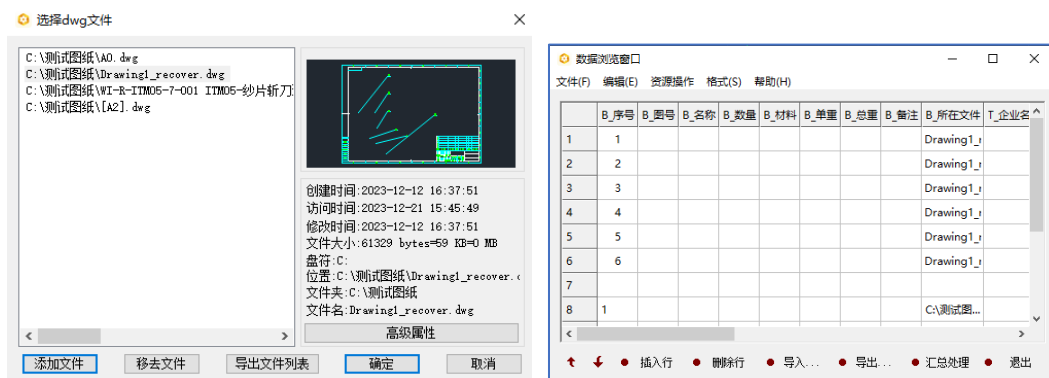 选择dwg文件
C:\测试图纸\A0.dwg
C:\测试图纸\Drawing1_recover.dwg
C:\测试图纸\WI-R-ITM05-7-001 ITM05-纱片斩刀
C:\测试图纸\[A2].dwg
创建时间:2023-12-12 16:37:51
访问时间:2023-12-21 15:45:49
修改时间:2023-12-12 16:37:51
文件大小:61329 bytes=59 KB=0 MB
盘符:C:
位置:C:\测试图纸\Drawing1_recover.
文件夹:C:\测试图纸
文件名:Drawing1_recover.dwg
高级属性
添加文件 移去文件 导出文件列表 确定 取消
数据浏览窗口
文件(F) 编辑(E) 资源操作 格式(S) 帮助(H)
B_序号 B_图号 B_名称 B_数量 B_材料 B_单重 B_总重 B_备注 B_所在文件 T_企业名
1 1 Drawing1_
2 2 Drawing1_
3 3 Drawing1_
4 4 Drawing1_
5 5 Drawing1_
6 6 Drawing1_
7
8 1 C:\测试图...
插入行 删除行 导入... 导出... 汇总处理 退出